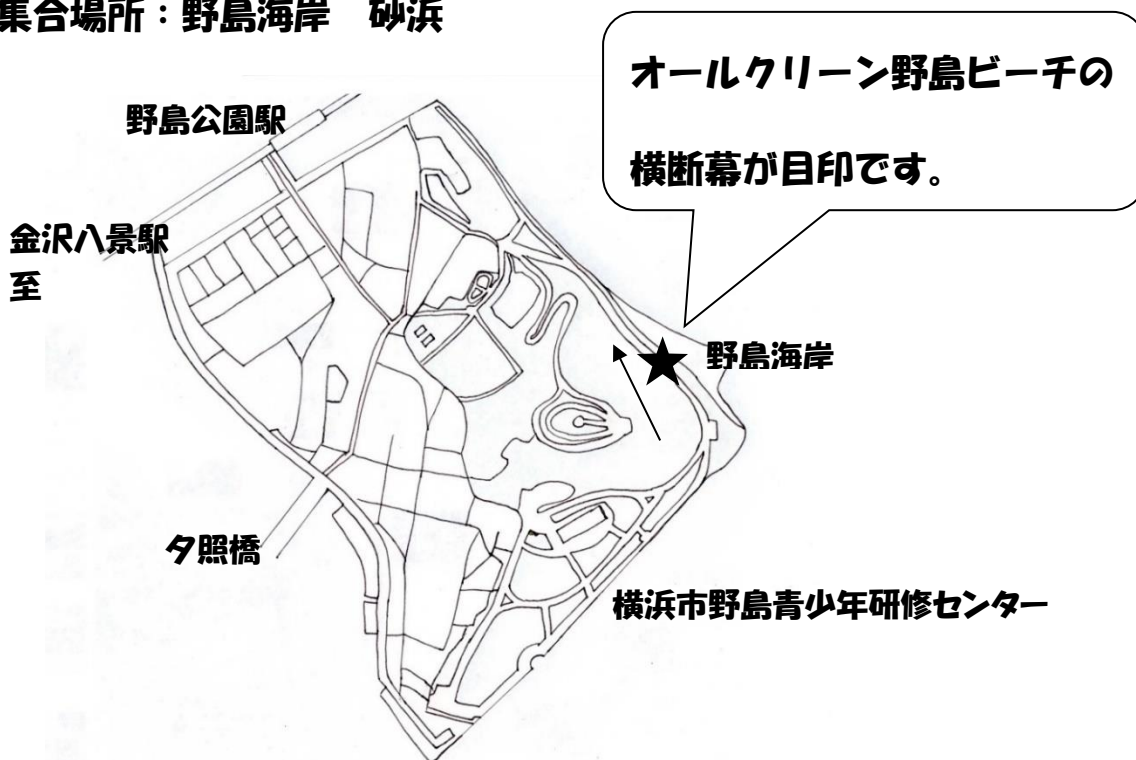 集合場所：野島海岸　砂浜
オールクリーン野島ビーチの
横断幕が目印です。
野島公園駅
金沢八景駅
至
野島海岸
夕照橋
横浜市野島青少年研修センター